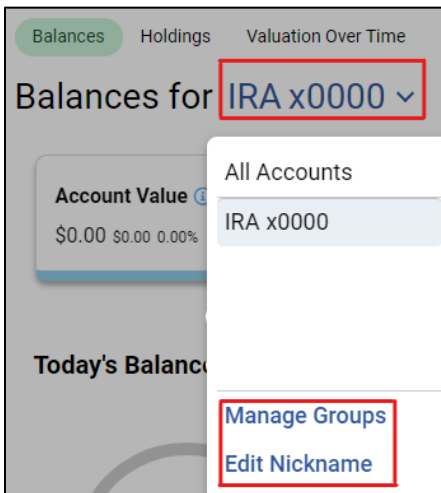 Balances Holdings Valuation Over Time
Balances for IRA x0000
All Accounts
Account Value
IRA x0000
$0.00 $0.00 0.00%
Today's Balance
Manage Groups
Edit Nickname